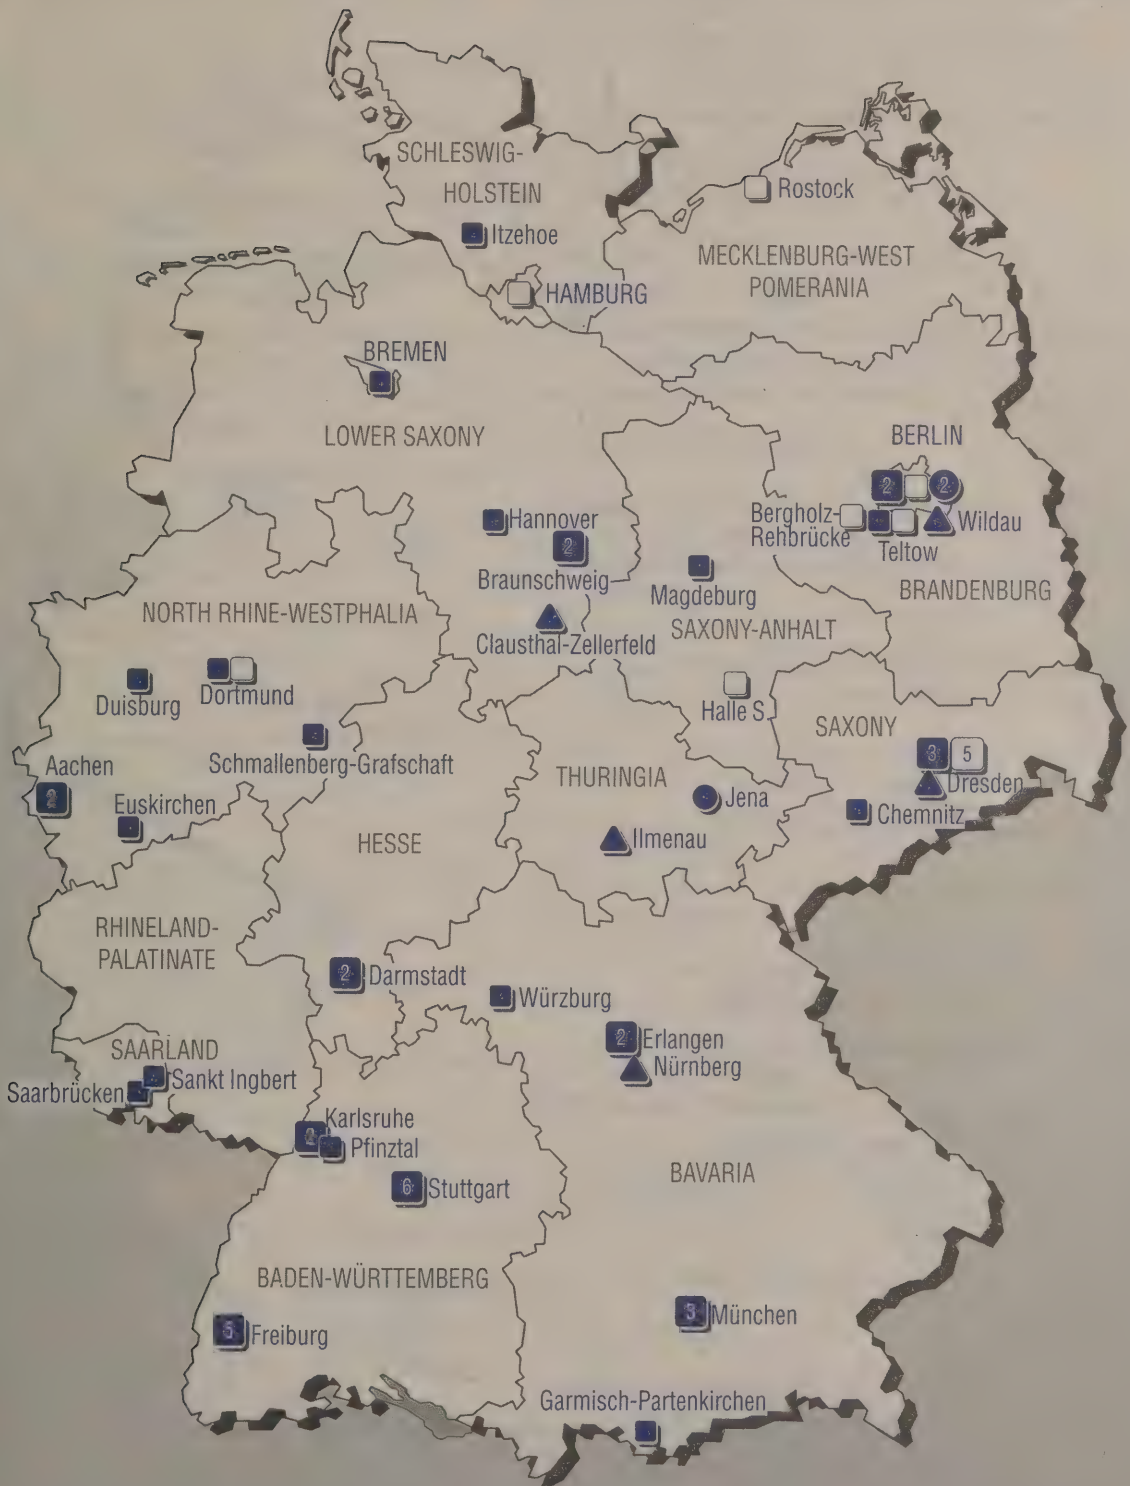 SCHLESWIG-
HOLSTEIN
Rostock
Itzehoe
MECKLENBURG-WEST
POMERANIA
HAMBURG
BREMEN
LOWER SAXONY
BERLIN
2
2
Hannover
Bergholz-
Rehbrücke
Wildau
Teltow
2
Braunschweig
Magdeburg
BRANDENBURG
NORTH RHINE-WESTPHALIA
SAXONY-ANHALT
Clausthal-Zellerfeld
Duisburg
Dortmund
Halle S.
SAXONY
Schmallenberg-Grafschaft
3
5
Aachen
2
THURINGIA
Dresden
Euskirchen
Jena
Chemnitz
HESSE
Ilmenau
RHINELAND-
PALATINATE
2
Darmstadt
Würzburg
2
Erlangen
Nürnberg
SAARLAND
Sankt Ingbert
Saarbrücken
Karlsruhe
Pfinztal
BAVARIA
6
Stuttgart
BADEN-WÜRTTEMBERG
München
5
Freiburg
Garmisch-Partenkirchen